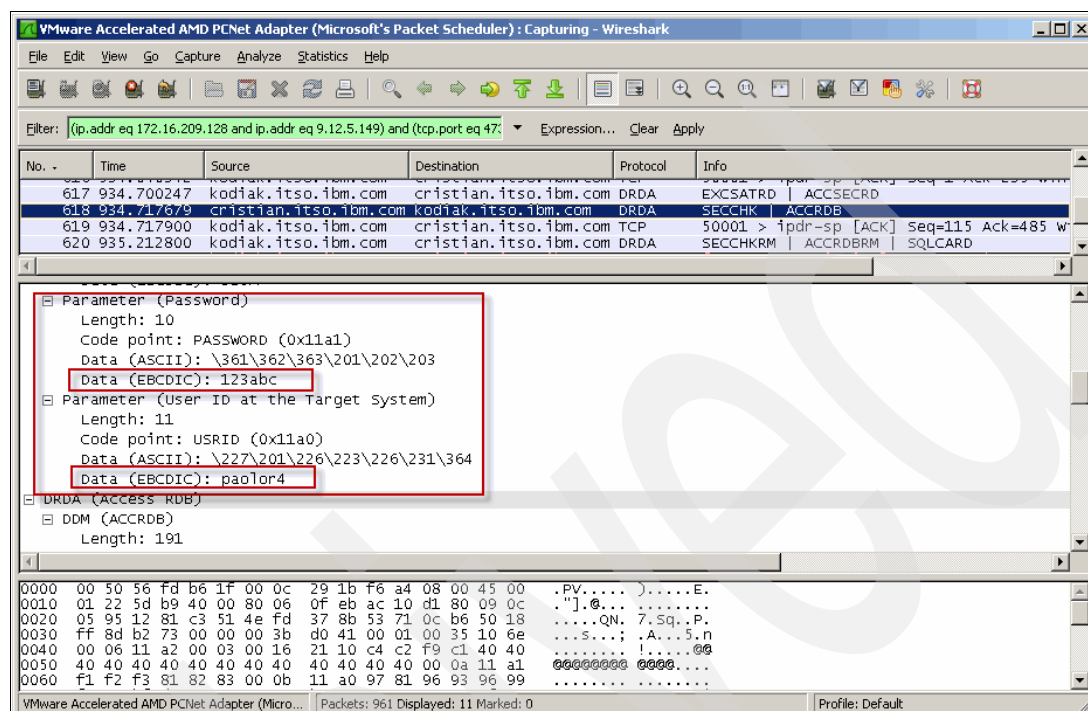 VMware Accelerated AMD PCNet Adapter (Microsoft's Packet Scheduler) : Capturing - Wireshark
File Edit View Go Capture Analyze Statistics Help
Filter: (ip.addr eq 172.16.209.128 and ip.addr eq 9.12.5.149) and (tcp.port eq 473 Expression... Clear Apply
No. - Time Source Destination Protocol Info
617 934.700247 kodiak.itso.ibm.com cristian.itso.ibm.com DRDA EXCSATRD | ACCSECRD
618 934.717679 cristian.itso.ibm.com kodiak.itso.ibm.com DRDA SECCHK | ACCRDB
619 934.717900 kodiak.itso.ibm.com cristian.itso.ibm.com TCP 50001 > ipdr-sp [ACK] Seq=115 Ack=485 W
620 935.212800 kodiak.itso.ibm.com cristian.itso.ibm.com DRDA SECCHKRM | ACCRDBRM | SQLCARD
Parameter (Password)
Length: 10
Code point: PASSWORD (0x11a1)
Data (ASCII): \361\362\363\201\202\203
Data (EBCDIC): 123abc
Parameter (User ID at the Target System)
Length: 11
Code point: USRID (0x11a0)
Data (ASCII): \227\201\226\223\226\231\364
Data (EBCDIC): paolor4
DRDA (Access RDB)
DDM (ACCRDB)
Length: 191
0000 00 50 56 fd b6 1f 00 0c 29 1b f6 a4 08 00 45 00 .PV..... ).....E.
0010 01 22 5d b9 40 00 80 06 0f eb ac 10 d1 80 09 0c ."].@... ........
0020 05 95 12 81 c3 51 4e fd 37 8b 53 71 0c b6 50 18 .....QN. 7.Sq..P.
0030 ff 8d b2 73 00 00 00 3b d0 41 00 01 00 35 10 6e ...s...; .A...5.n
0040 00 06 11 a2 00 03 00 16 21 10 c4 c2 f9 c1 40 40 ........ !.....@@
0050 40 40 40 40 40 40 40 40 40 40 40 40 00 0a 11 a1 @@@@@@@@ @@@@....
0060 f1 f2 f3 81 82 83 00 0b 11 a0 97 81 96 93 96 99 ........ ........
VMware Accelerated AMD PCNet Adapter (Micro... Packets: 961 Displayed: 11 Marked: 0 Profile: Default